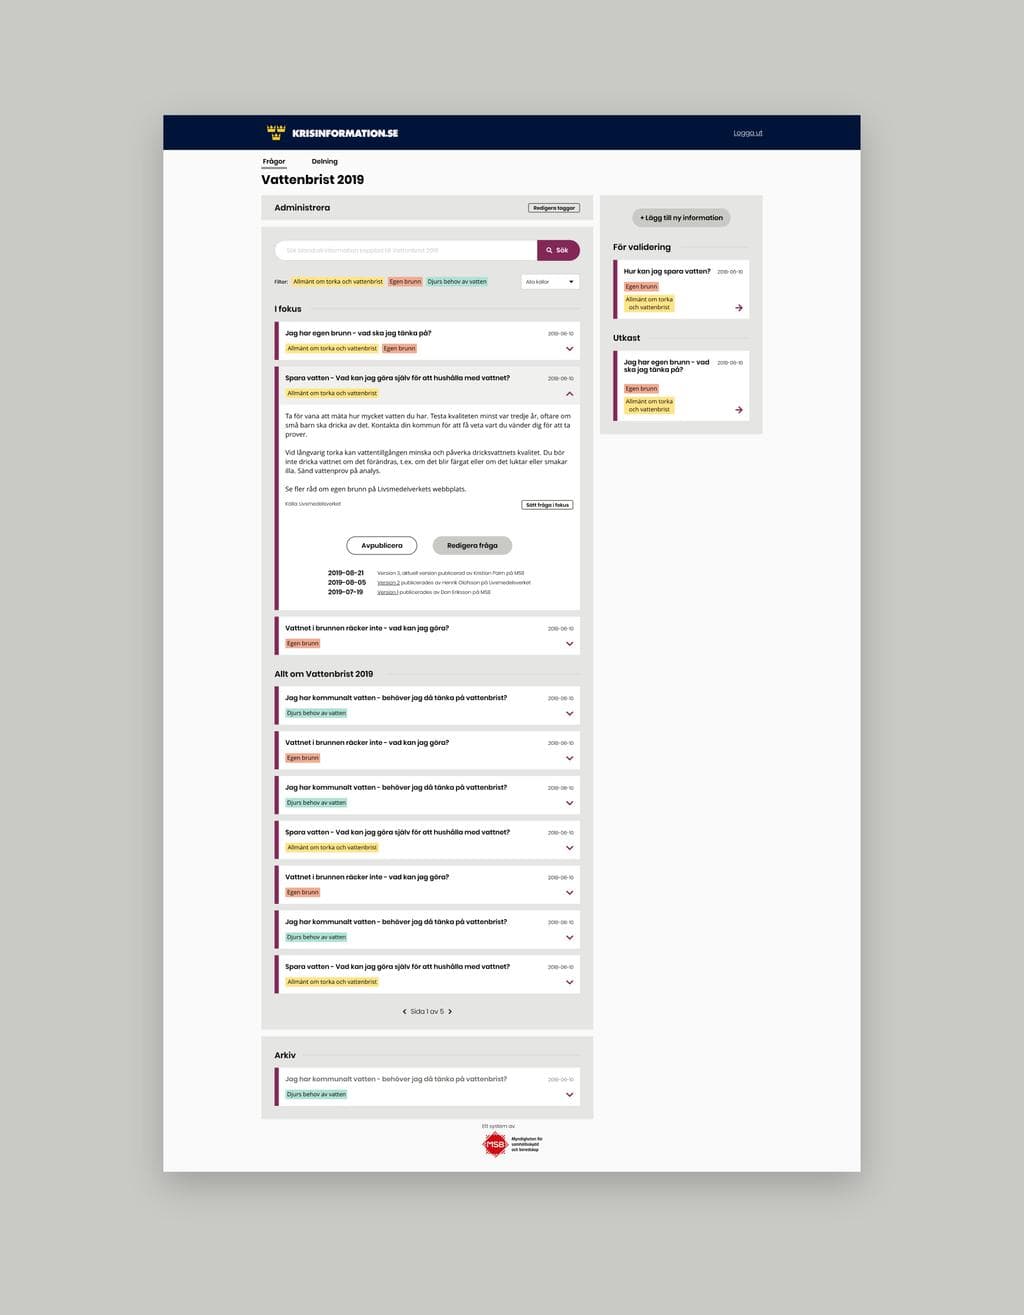 KRISINFORMATION.SE
Logga ut
Frågor
Delning
Vattenbrist 2019
Administrera
Redigera taggar
Sök blandad information kopplat till Vattenbrist 2019
Sök
Filter:
Allmänt om torka och vattenbrist
Egen brunn
Djurs behov av vatten
Alla källor
I fokus
Jag har egen brunn - vad ska jag tänka på?
2018-06-10
Allmänt om torka och vattenbrist
Egen brunn
Spara vatten - Vad kan jag göra själv för att hushålla med vattnet?
2018-06-10
Allmänt om torka och vattenbrist
Ta för vana att mäta hur mycket vatten du har. Testa kvaliteten minst var tredje år, oftare om
små barn ska dricka av det. Kontakta din kommun för att få veta vart du vänder dig för att ta
prover.
Vid långvarig torka kan vattentillgången minska och påverka dricksvattnets kvalitet. Du bör
inte dricka vattnet om det förändras, t.ex. om det blir färgat eller om det luktar eller smakar
illa. Sänd vattenprov på analys.
Se fler råd om egen brunn på Livsmedelverkets webbplats.
Källa: Livsmedelsverket
Sätt fråga i fokus
Avpublicera
Redigera fråga
2019-08-21 Version 3, aktuell version publicerad av Kristian Palm på MSB
2019-08-05 Version 2 publicerades av Henrik Olofsson på Livsmedelsverket
2019-07-19 Version 1 publicerades av Dan Eriksson på MSB
Vattnet i brunnen räcker inte - vad kan jag göra?
2018-06-10
Egen brunn
Allt om Vattenbrist 2019
Jag har kommunalt vatten - behöver jag då tänka på vattenbrist?
2018-06-10
Djurs behov av vatten
Vattnet i brunnen räcker inte - vad kan jag göra?
2018-06-10
Egen brunn
Jag har kommunalt vatten - behöver jag då tänka på vattenbrist?
2018-06-10
Djurs behov av vatten
Spara vatten - Vad kan jag göra själv för att hushålla med vattnet?
2018-06-10
Allmänt om torka och vattenbrist
Vattnet i brunnen räcker inte - vad kan jag göra?
2018-06-10
Egen brunn
Jag har kommunalt vatten - behöver jag då tänka på vattenbrist?
2018-06-10
Djurs behov av vatten
Spara vatten - Vad kan jag göra själv för att hushålla med vattnet?
2018-06-10
Allmänt om torka och vattenbrist
Sida 1 av 5
Arkiv
Jag har kommunalt vatten - behöver jag då tänka på vattenbrist?
2018-06-10
Djurs behov av vatten
+ Lägg till ny information
För validering
Hur kan jag spara vatten?
2018-06-10
Egen brunn
Allmänt om torka
och vattenbrist
Utkast
Jag har egen brunn - vad
ska jag tänka på?
2018-06-10
Egen brunn
Allmänt om torka
och vattenbrist
Ett system av
MSB
Myndigheten för
samhällsskydd
och beredskap